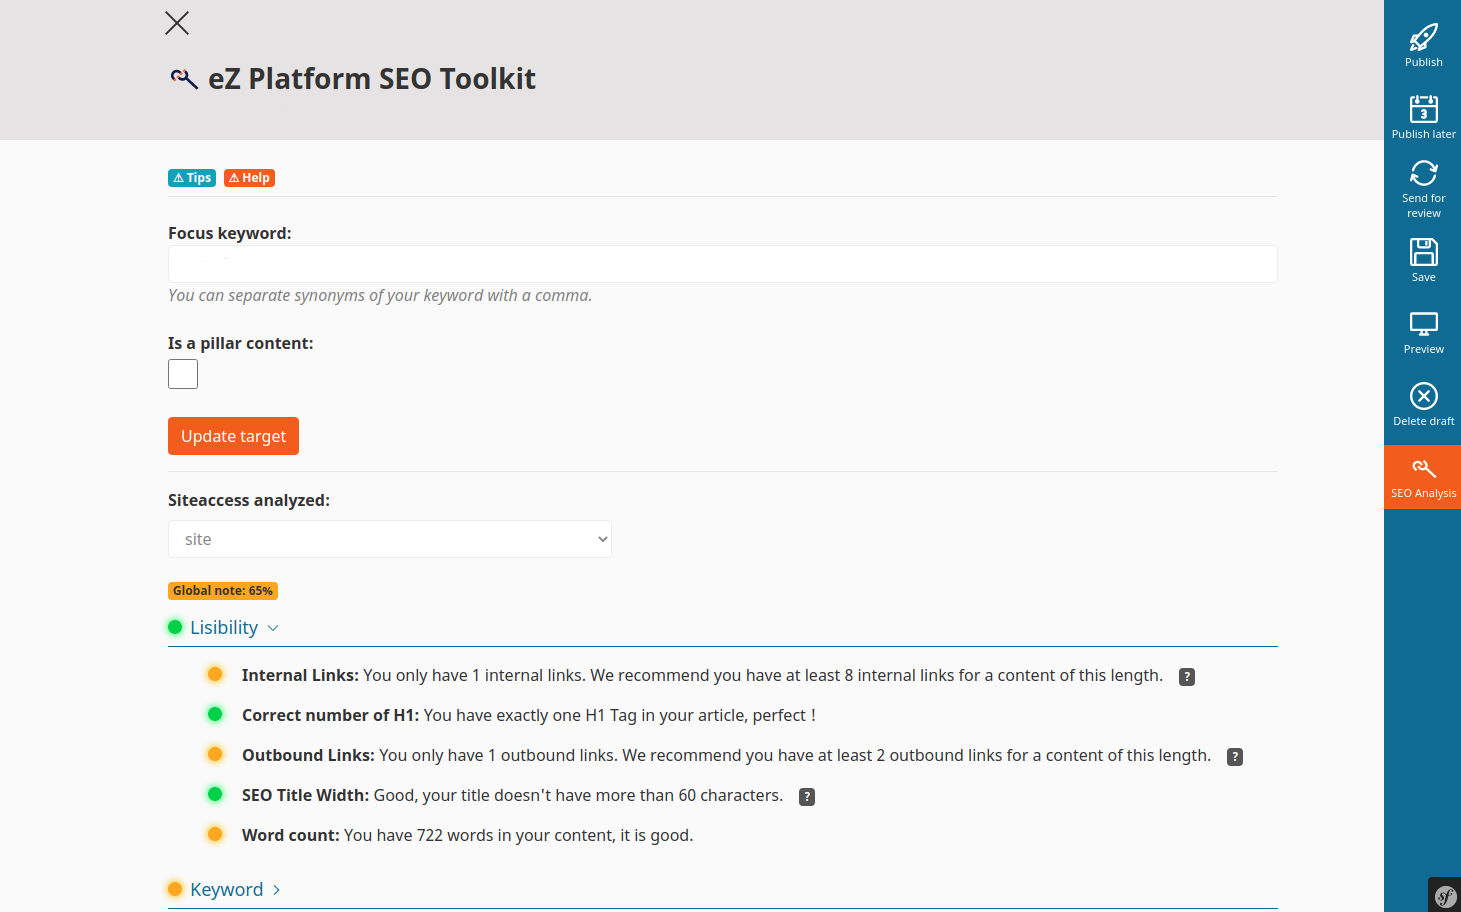 eZ Platform SEO Toolkit
⚠ Tips ⚠ Help
Focus keyword:
You can separate synonyms of your keyword with a comma.
Is a pillar content:
Update target
Siteaccess analyzed:
site
Global note: 65%
Lisibility
Internal Links: You only have 1 internal links. We recommend you have at least 8 internal links for a content of this length. ?
Correct number of H1: You have exactly one H1 Tag in your article, perfect !
Outbound Links: You only have 1 outbound links. We recommend you have at least 2 outbound links for a content of this length. ?
SEO Title Width: Good, your title doesn't have more than 60 characters. ?
Word count: You have 722 words in your content, it is good.
Keyword
Publish
3
Publish later
Send for
review
Save
Preview
Delete draft
SEO Analysis
sf